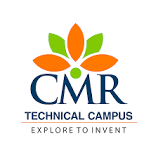 CMR
TECHNICAL CAMPUS
EXPLORE TO INVENT